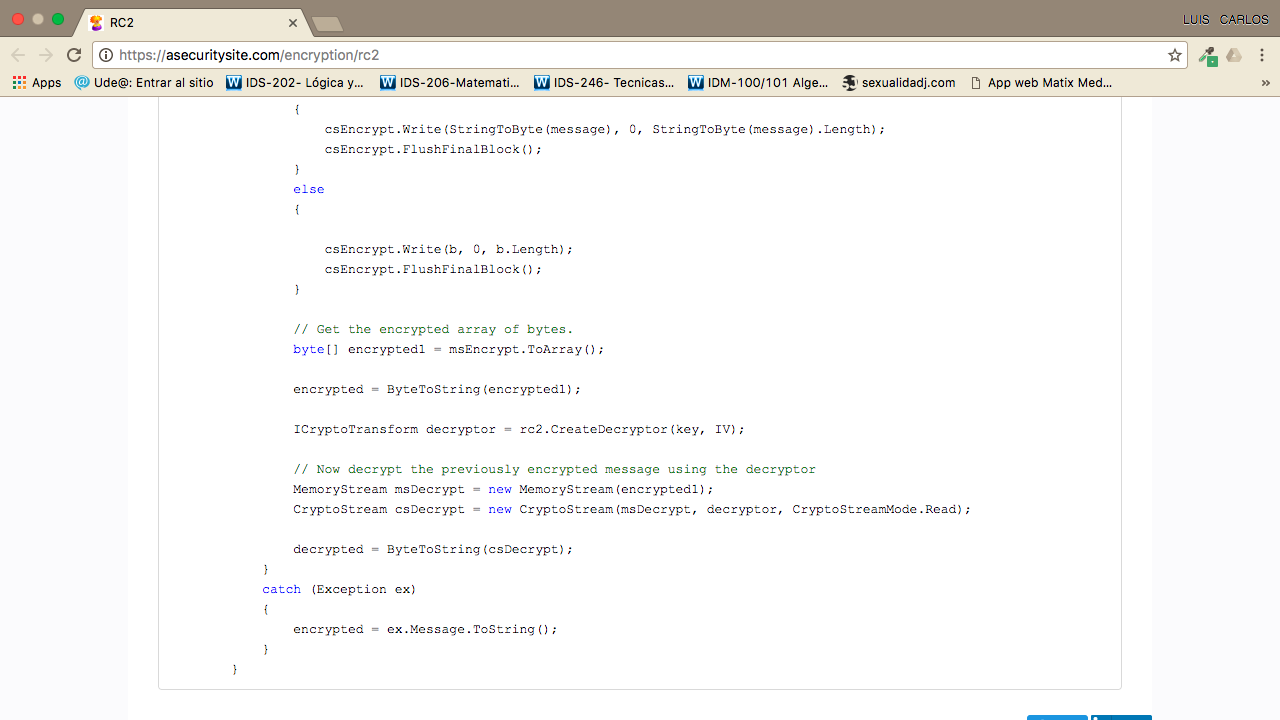 RC2
LUIS CARLOS
https://asecuritysite.com/encryption/rc2
Apps Ude@: Entrar al sitio IDS-202- Lógica y... IDS-206-Matemati... IDS-246- Tecnicas... IDM-100/101 Alge... sexualidadj.com App web Matix Med... »
{
csEncrypt.Write(StringToByte(message), 0, StringToByte(message).Length);
csEncrypt.FlushFinalBlock();
}
else
{
csEncrypt.Write(b, 0, b.Length);
csEncrypt.FlushFinalBlock();
}
// Get the encrypted array of bytes.
byte[] encrypted1 = msEncrypt.ToArray();
encrypted = ByteToString(encrypted1);
ICryptoTransform decryptor = rc2.CreateDecryptor(key, IV);
// Now decrypt the previously encrypted message using the decryptor
MemoryStream msDecrypt = new MemoryStream(encrypted1);
CryptoStream csDecrypt = new CryptoStream(msDecrypt, decryptor, CryptoStreamMode.Read);
decrypted = ByteToString(csDecrypt);
}
catch (Exception ex)
{
encrypted = ex.Message.ToString();
}
}